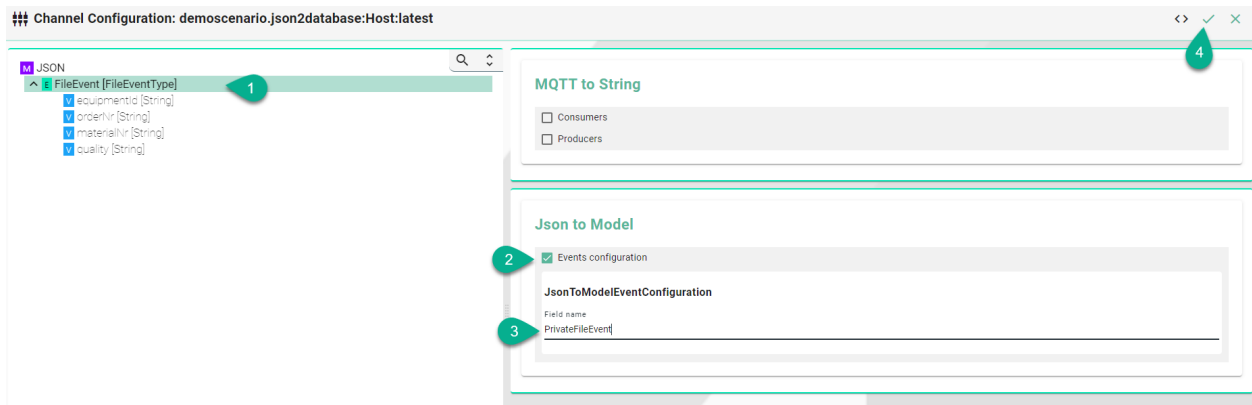 Channel Configuration: demoscenario.json2database:Host:latest
4
M JSON
E FileEvent [FileEventType]
1
V equipmentId [String]
V orderNr [String]
V materialNr [String]
V quality [String]
MQTT to String
Consumers
Producers
Json to Model
2
Events configuration
JsonToModelEventConfiguration
Field name
3
PrivateFileEvent